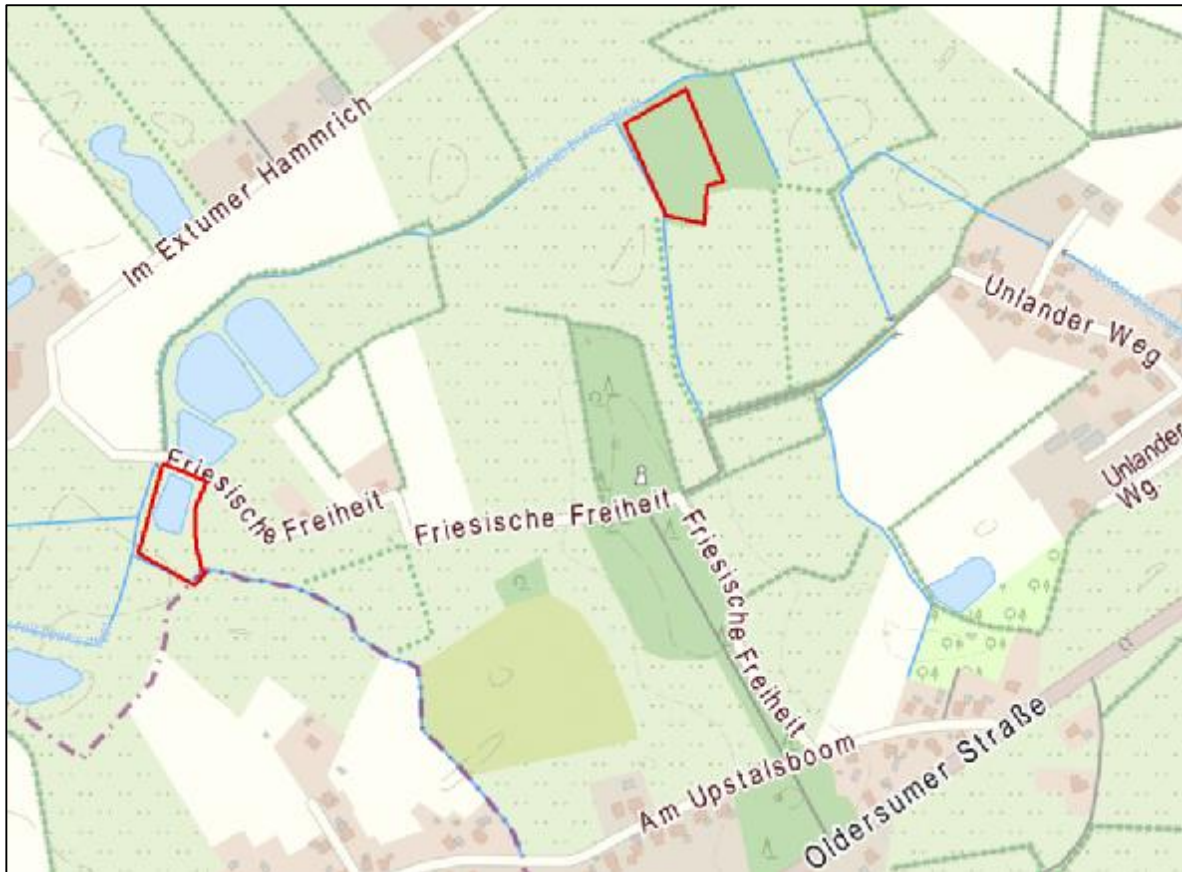 Im Extumer Hammrich
Unlander Weg
Unlander
Wg.
Friesische Freiheit
Friesische Freiheit
Friesische Freiheit
Am Upstalsboom
Oldersumer Straße